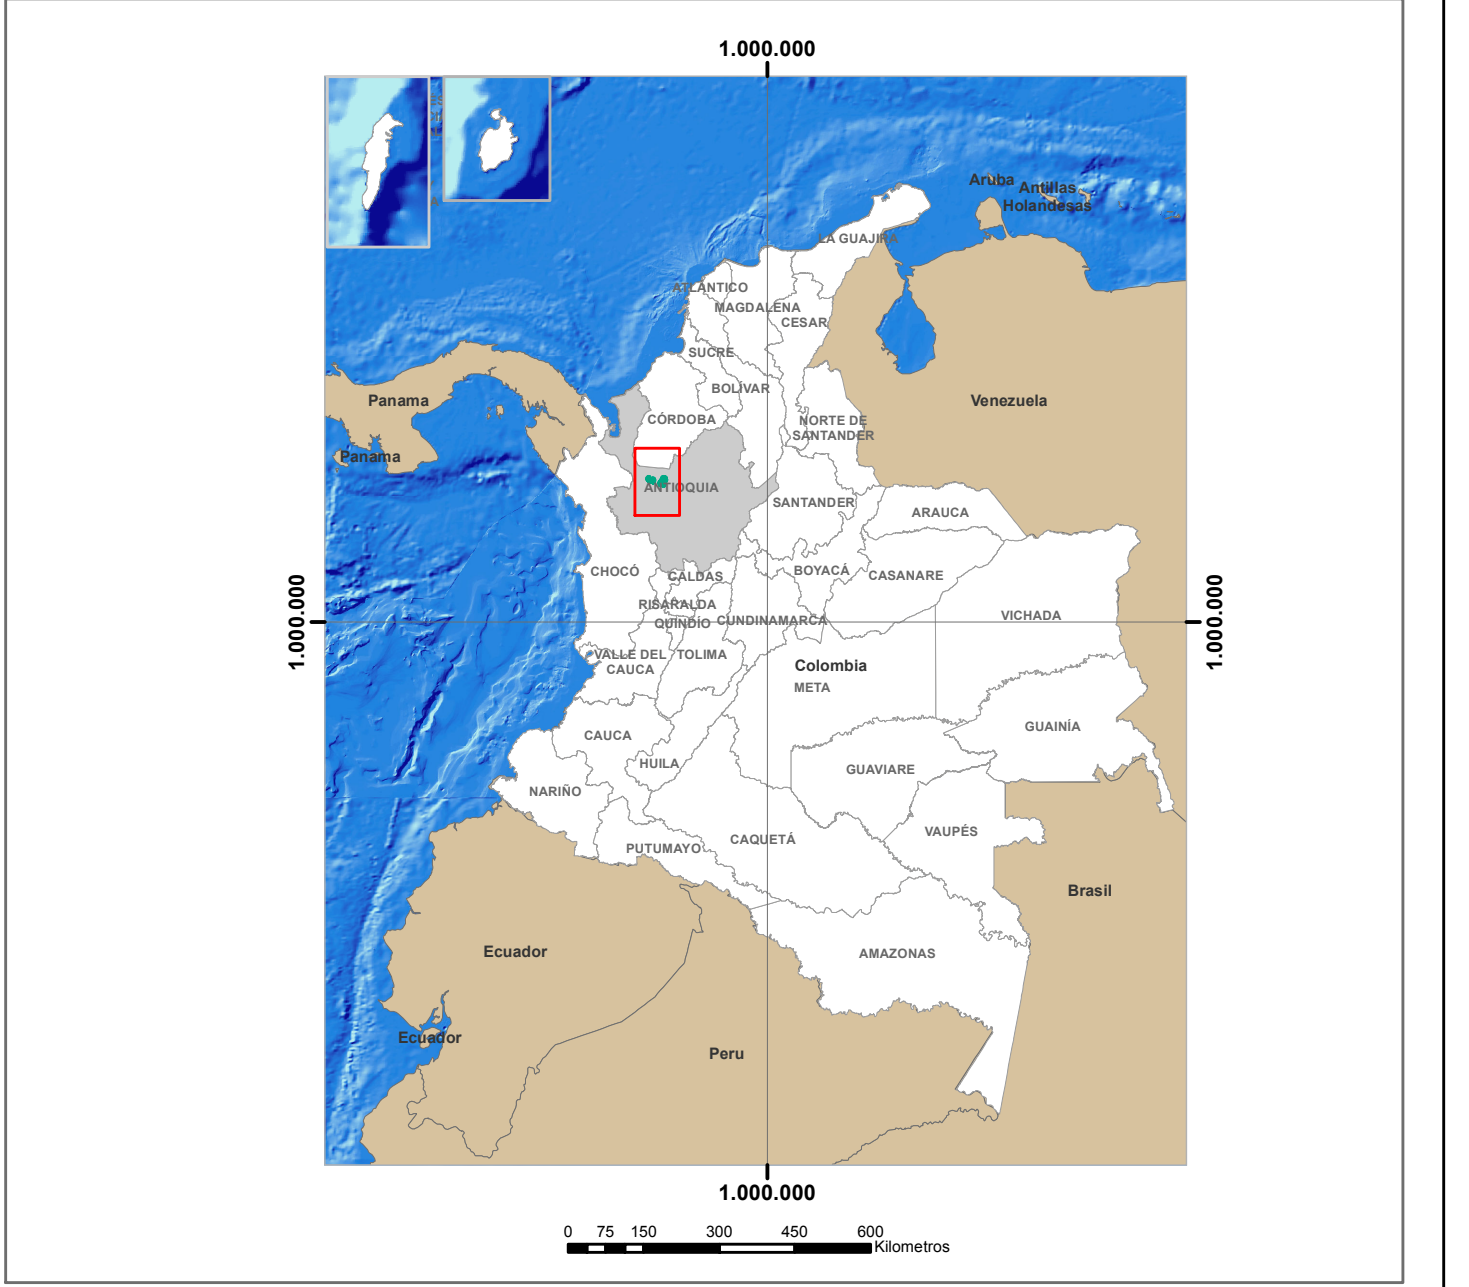 1.000.000
Aruba
Antillas
Holandesas
LA GUAJIRA
ATLÁNTICO
MAGDALENA
CESAR
SUCRE
BOLÍVAR
Panama
Venezuela
CÓRDOBA
NORTE DE
SANTANDER
Panama
ANTIOQUIA
SANTANDER
ARAUCA
CHOCÓ
CALDAS
BOYACÁ
CASANARE
RISARALDA
QUINDÍO
CUNDINAMARCA
VICHADA
1.000.000
1.000.000
VALLE DEL
CAUCA
TOLIMA
Colombia
META
CAUCA
GUAINÍA
HUILA
GUAVIARE
NARIÑO
VAUPÉS
PUTUMAYO
CAQUETÁ
Brasil
Ecuador
AMAZONAS
Ecuador
Peru
1.000.000
0 75 150 300 450 600
Kilometros